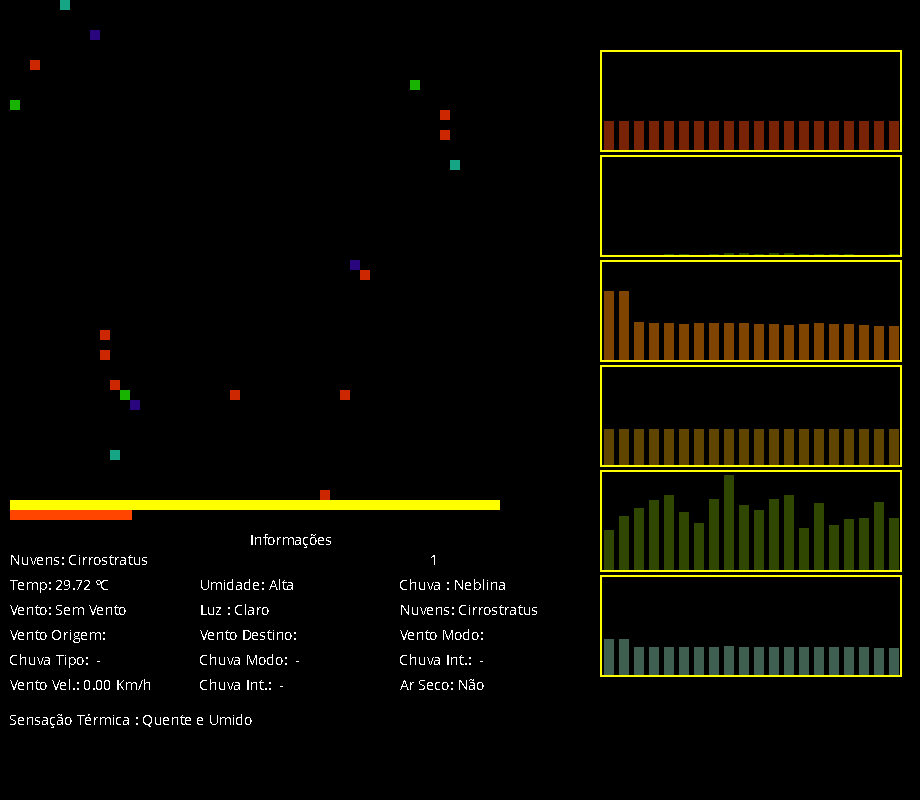 Informações
Nuvens: Cirrostratus 1
Temp: 29.72 ºC Umidade: Alta Chuva : Neblina
Vento: Sem Vento Luz : Claro Nuvens: Cirrostratus
Vento Origem: Vento Destino: Vento Modo:
Chuva Tipo: - Chuva Modo: - Chuva Int.: -
Vento Vel.: 0.00 Km/h Chuva Int.: - Ar Seco: Não
Sensação Térmica : Quente e Umido